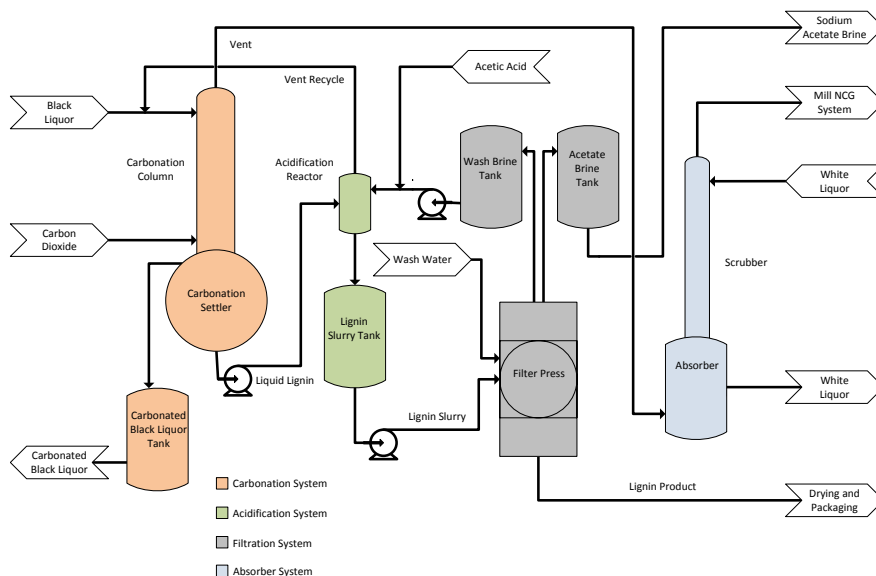 Sodium
Acetate Brine
Vent
Acetic Acid
Vent Recycle
Mill NCG
System
Black
Liquor
Carbonation
Column
Acidification
Reactor
Wash Brine
Tank
Acetate
Brine
Tank
White
Liquor
Carbon
Dioxide
Wash Water
Scrubber
Carbonation
Settler
Lignin
Slurry Tank
Absorber
Filter Press
Liquid Lignin
White
Liquor
Carbonated
Black Liquor
Tank
Lignin Slurry
Carbonated
Black Liquor
Carbonation System
Lignin Product
Drying and
Packaging
Acidification System
Filtration System
Absorber System